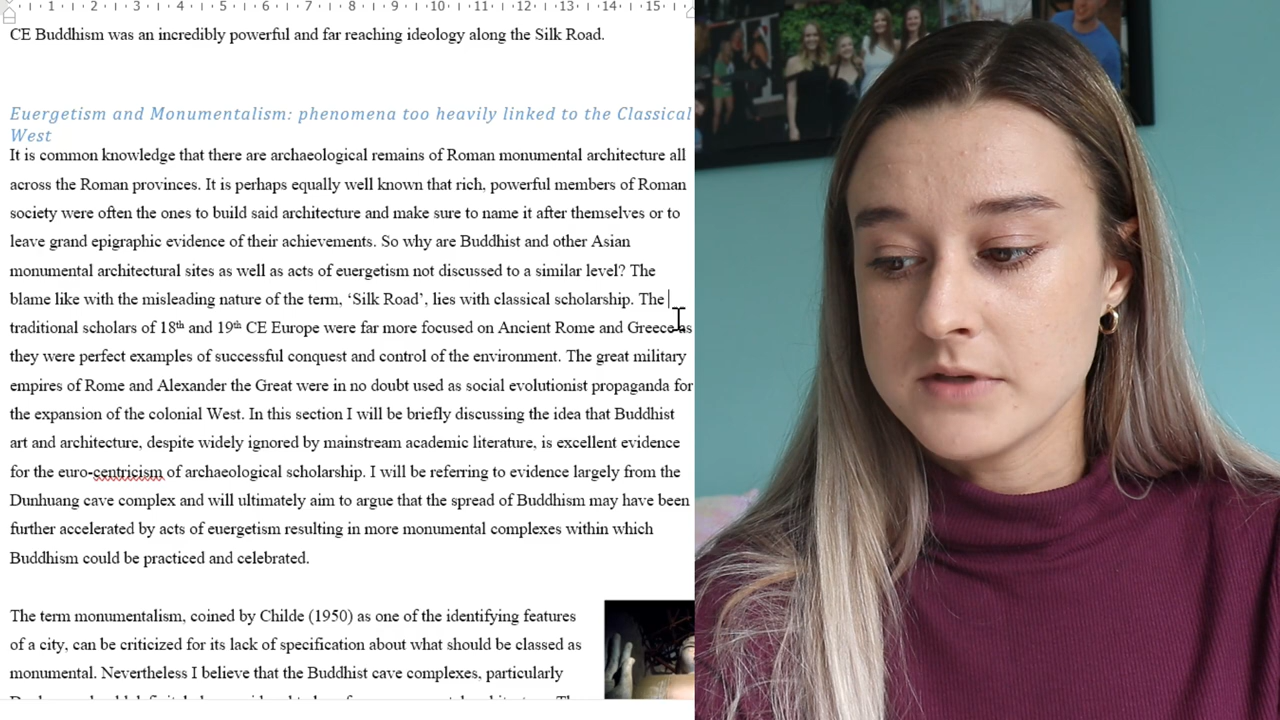 1 2 3 4 5 6 7 8 9 10 11 12 13 14 15
CE Buddhism was an incredibly powerful and far reaching ideology along the Silk Road.
Euergetism and Monumentalism: phenomena too heavily linked to the Classical
West
It is common knowledge that there are archaeological remains of Roman monumental architecture all
across the Roman provinces. It is perhaps equally well known that rich, powerful members of Roman
society were often the ones to build said architecture and make sure to name it after themselves or to
leave grand epigraphic evidence of their achievements. So why are Buddhist and other Asian
monumental architectural sites as well as acts of euergetism not discussed to a similar level? The
blame like with the misleading nature of the term, ‘Silk Road’, lies with classical scholarship. The
traditional scholars of 18th and 19th CE Europe were far more focused on Ancient Rome and Greece as
they were perfect examples of successful conquest and control of the environment. The great military
empires of Rome and Alexander the Great were in no doubt used as social evolutionist propaganda for
the expansion of the colonial West. In this section I will be briefly discussing the idea that Buddhist
art and architecture, despite widely ignored by mainstream academic literature, is excellent evidence
for the euro-centricism of archaeological scholarship. I will be referring to evidence largely from the
Dunhuang cave complex and will ultimately aim to argue that the spread of Buddhism may have been
further accelerated by acts of euergetism resulting in more monumental complexes within which
Buddhism could be practiced and celebrated.
The term monumentalism, coined by Childe (1950) as one of the identifying features
of a city, can be criticized for its lack of specification about what should be classed as
monumental. Nevertheless I believe that the Buddhist cave complexes, particularly